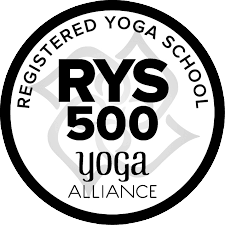 REGISTERED YOGA SCHOOL
RYS
500
yoga
ALLIANCE